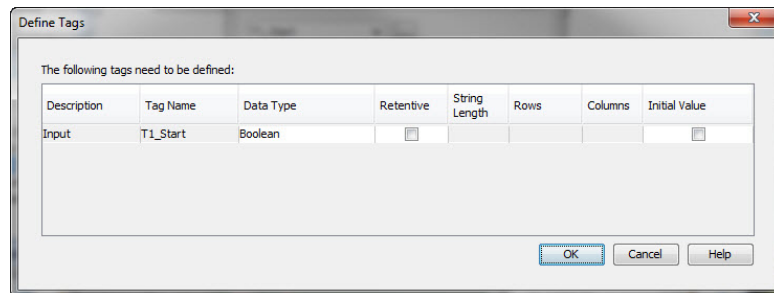 Define Tags
The following tags need to be defined:
Description Tag Name Data Type Retentive String Length Rows Columns Initial Value
Input T1_Start Boolean
OK Cancel Help